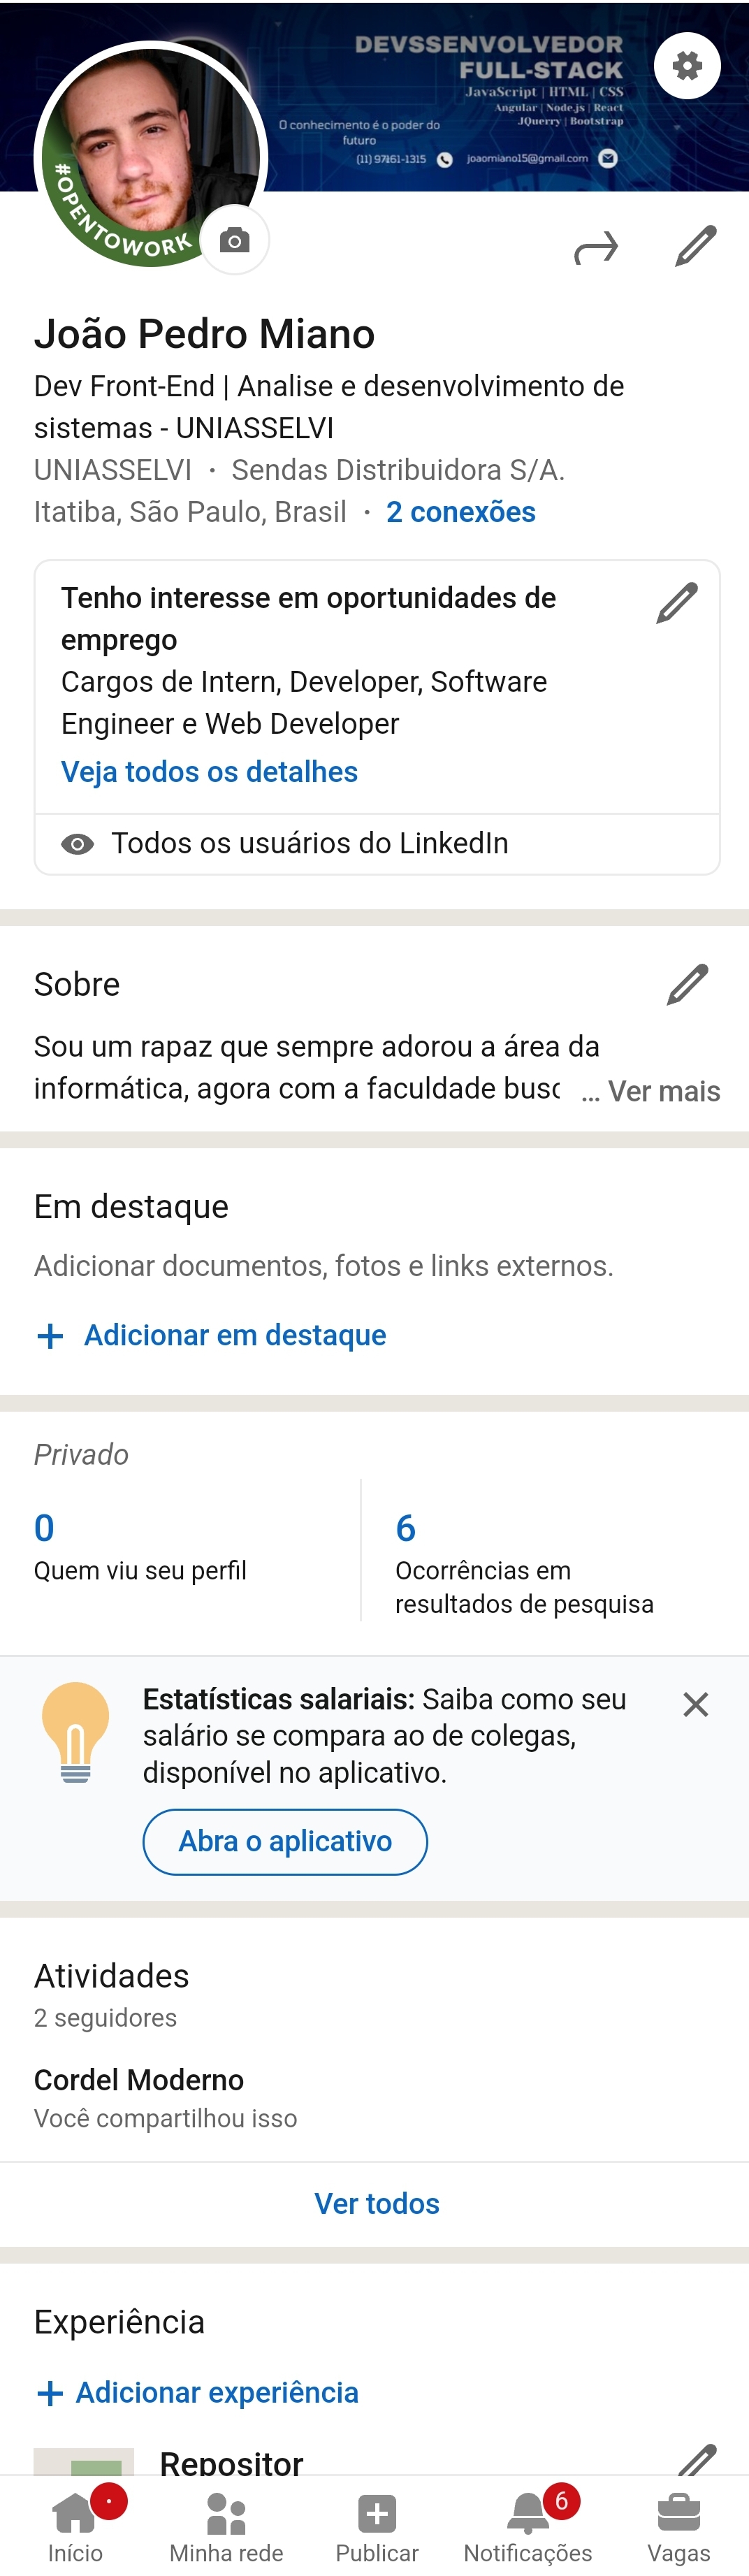 DEVSSENVOLVEDOR
FULL-STACK
JavaScript | HTML | CSS
Angular | Node.js | React
JQuerry | Bootstrap
O conhecimento é o poder do
futuro
(11) 97161-1315
joaomiano15@gmail.com
#OPENTOWORK
João Pedro Miano
Dev Front-End | Analise e desenvolvimento de
sistemas - UNIASSELVI
UNIASSELVI · Sendas Distribuidora S/A.
Itatiba, São Paulo, Brasil · 2 conexões
Tenho interesse em oportunidades de
emprego
Cargos de Intern, Developer, Software
Engineer e Web Developer
Veja todos os detalhes
Todos os usuários do LinkedIn
Sobre
Sou um rapaz que sempre adorou a área da
informática, agora com a faculdade busc ... Ver mais
Em destaque
Adicionar documentos, fotos e links externos.
+ Adicionar em destaque
Privado
0
Quem viu seu perfil
6
Ocorrências em
resultados de pesquisa
Estatísticas salariais: Saiba como seu
salário se compara ao de colegas,
disponível no aplicativo.
Abra o aplicativo
Atividades
2 seguidores
Cordel Moderno
Você compartilhou isso
Ver todos
Experiência
+ Adicionar experiência
Repositor
6
Início
Minha rede
Publicar
Notificações
Vagas